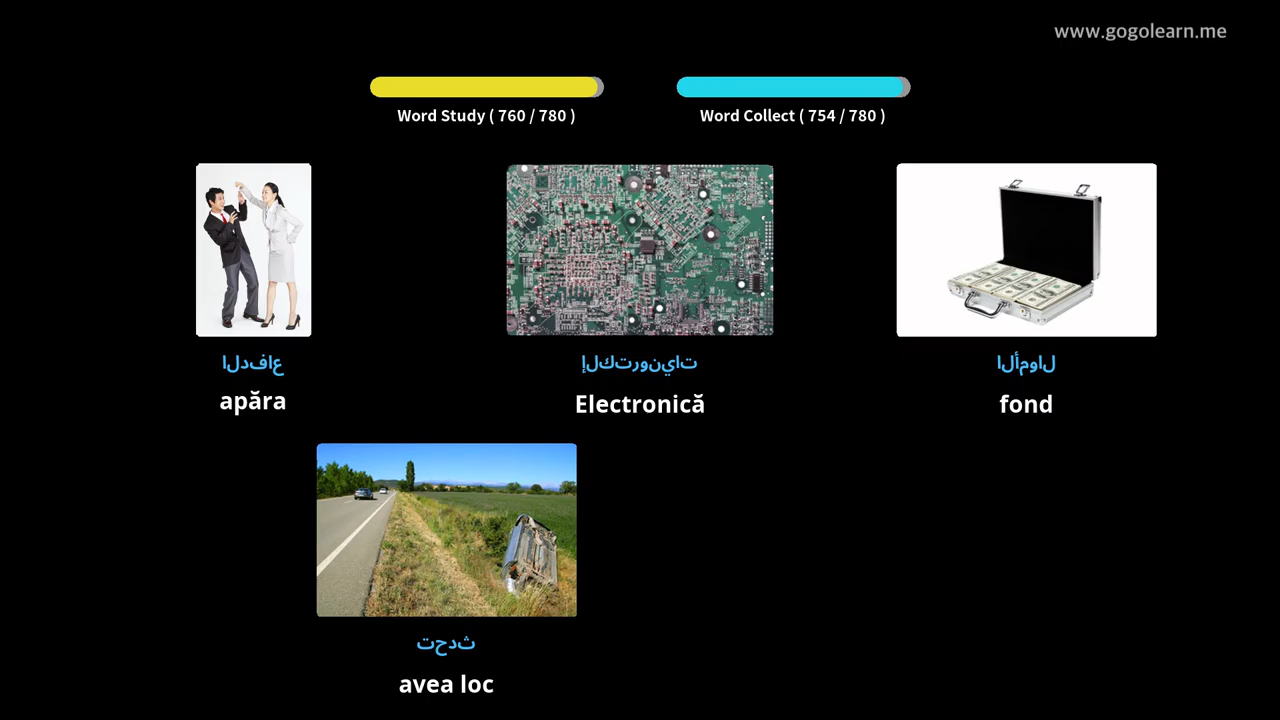 www.gogolearn.me
Word Study ( 760 / 780 )
Word Collect ( 754 / 780 )
الدفاع
apăra
إلكترونيات
Electronică
الأموال
fond
تحدث
avea loc